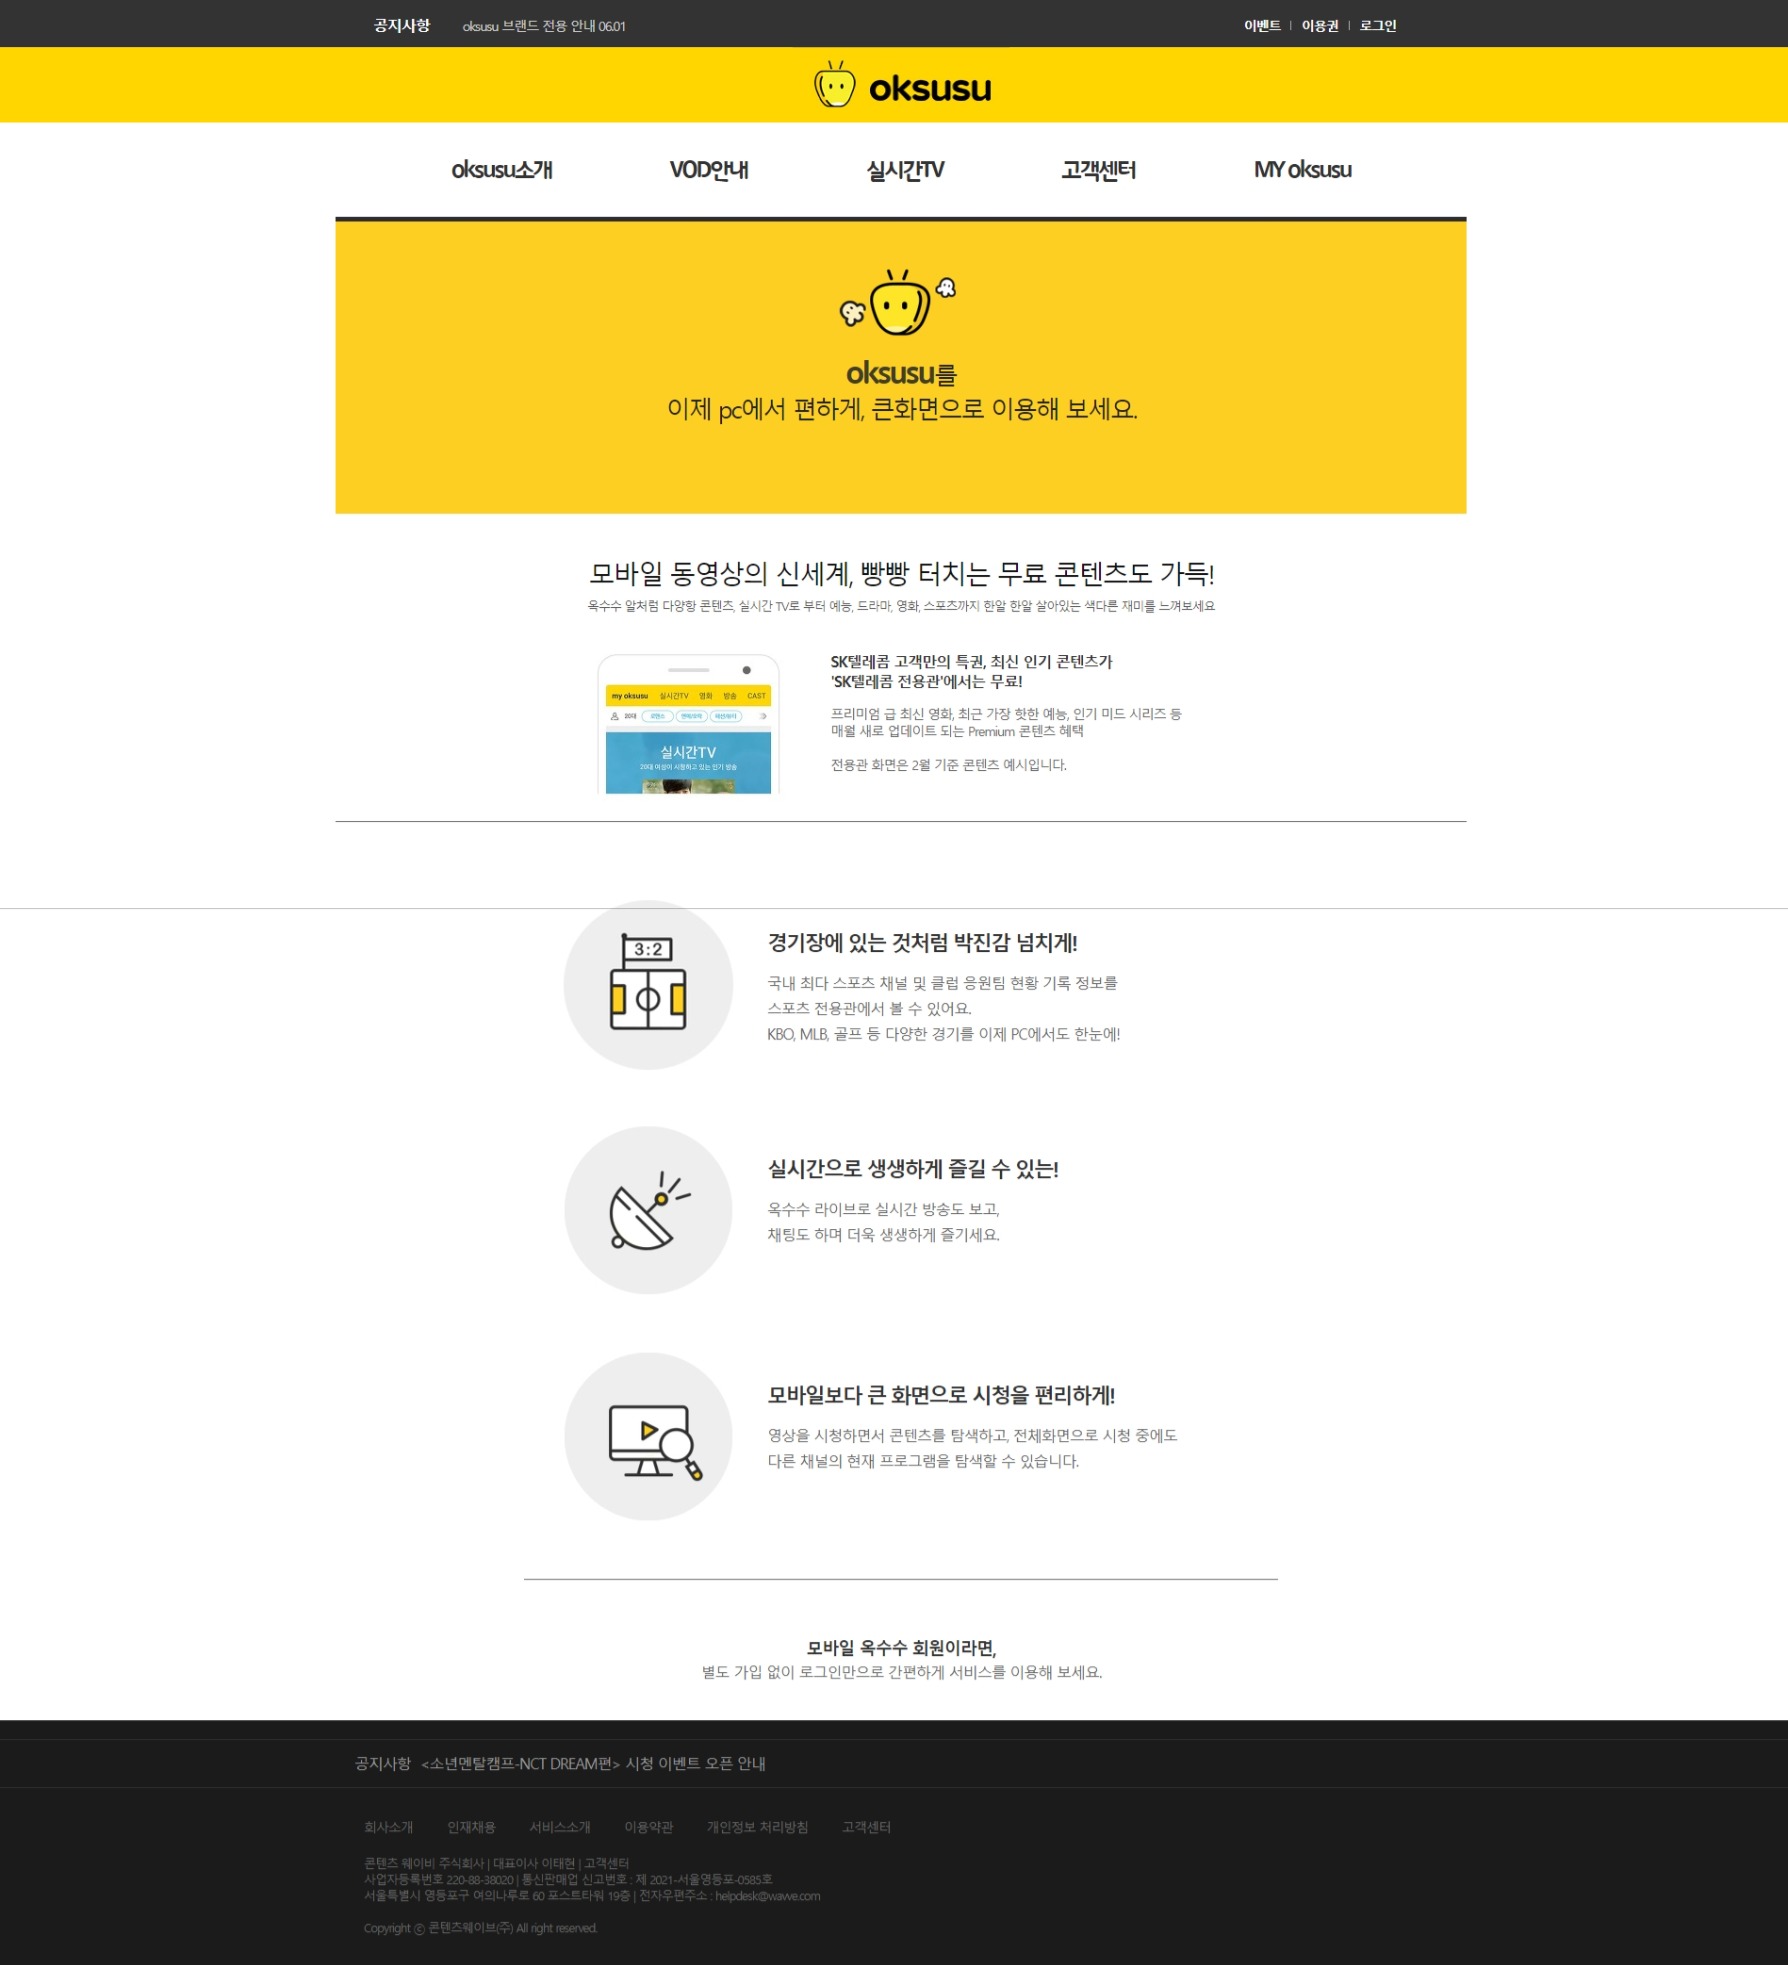 공지사항 oksusu 브랜드 전용 안내 06.01
이벤트 | 이용권 | 로그인
oksusu
oksusu소개 VOD안내 실시간TV 고객센터 MY oksusu
oksusu를
이제 pc에서 편하게, 큰화면으로 이용해 보세요.
모바일 동영상의 신세계, 빵빵 터치는 무료 콘텐츠도 가득!
옥수수 알처럼 다양항 콘텐츠, 실시간 TV로 부터 예능, 드라마, 영화, 스포츠까지 한알 한알 살아있는 색다른 재미를 느껴보세요
my oksusu 실시간TV 영화 방송 CAST
20대
실시간TV
20대 여성이 시청하고 있는 인기 방송
SK텔레콤 고객만의 특권, 최신 인기 콘텐츠가
'SK텔레콤 전용관'에서는 무료!
프리미엄 급 최신 영화, 최근 가장 핫한 예능, 인기 미드 시리즈 등
매월 새로 업데이트 되는 Premium 콘텐츠 혜택
전용관 화면은 2월 기준 콘텐츠 예시입니다.
3:2
경기장에 있는 것처럼 박진감 넘치게!
국내 최다 스포츠 채널 및 클럽 응원팀 현황 기록 정보를
스포츠 전용관에서 볼 수 있어요.
KBO, MLB, 골프 등 다양한 경기를 이제 PC에서도 한눈에!
실시간으로 생생하게 즐길 수 있는!
옥수수 라이브로 실시간 방송도 보고,
채팅도 하며 더욱 생생하게 즐기세요.
모바일보다 큰 화면으로 시청을 편리하게!
영상을 시청하면서 콘텐츠를 탐색하고, 전체화면으로 시청 중에도
다른 채널의 현재 프로그램을 탐색할 수 있습니다.
모바일 옥수수 회원이라면,
별도 가입 없이 로그인만으로 간편하게 서비스를 이용해 보세요.
공지사항 <소년멘탈캠프-NCT DREAM편> 시청 이벤트 오픈 안내
회사소개 인재채용 서비스소개 이용약관 개인정보 처리방침 고객센터
콘텐츠 웨이비 주식회사 | 대표이사 이태현 | 고객센터
사업자등록번호 220-88-38020 | 통신판매업 신고번호 : 제 2021-서울영등포-0585호
서울특별시 영등포구 여의나루로 60 포스트타워 19층 | 전자우편주소 : helpdesk@wavve.com
Copyright ⓒ 콘텐츠웨이브(주) All right reserved.